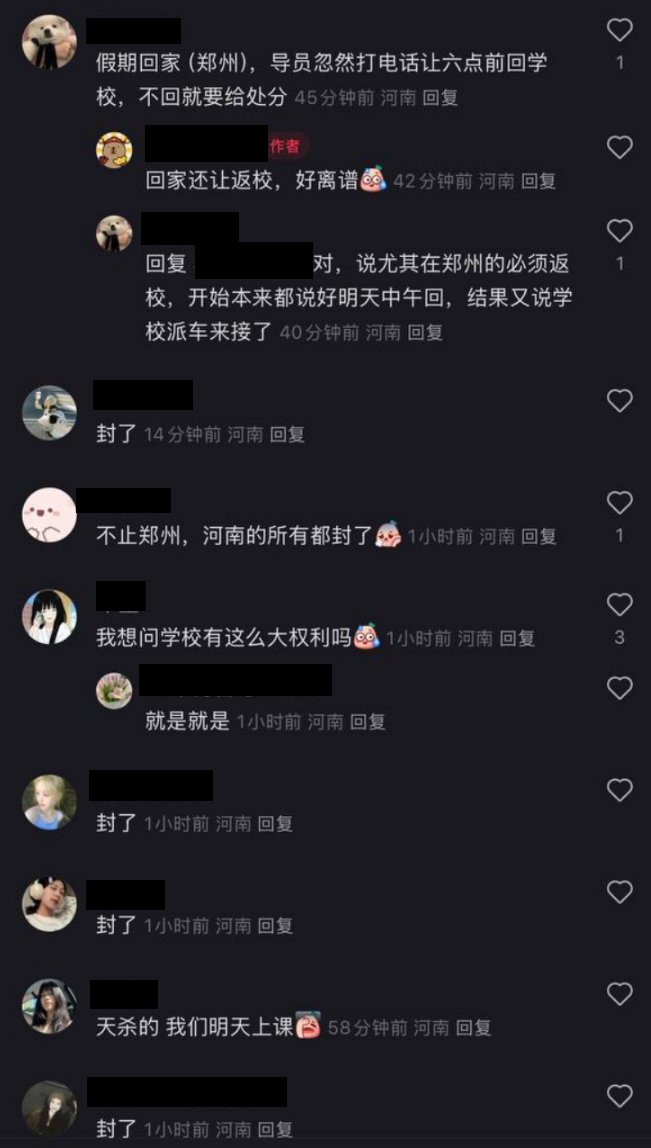 假期回家（郑州），导员忽然打电话让六点前回学
校，不回就要给处分 45分钟前 河南 回复
1
作者
回家还让返校，好离谱 42分钟前 河南 回复
回复 对，说尤其在郑州的必须返
校，开始本来都说好明天中午回，结果又说学
校派车来接了 40分钟前 河南 回复
1
封了 14分钟前 河南 回复
不止郑州，河南的所有都封了 1小时前 河南 回复
1
我想问学校有这么大权利吗 1小时前 河南 回复
3
就是就是 1小时前 河南 回复
封了 1小时前 河南 回复
封了 1小时前 河南 回复
天杀的 我们明天上课 58分钟前 河南 回复
封了 1小时前 河南 回复